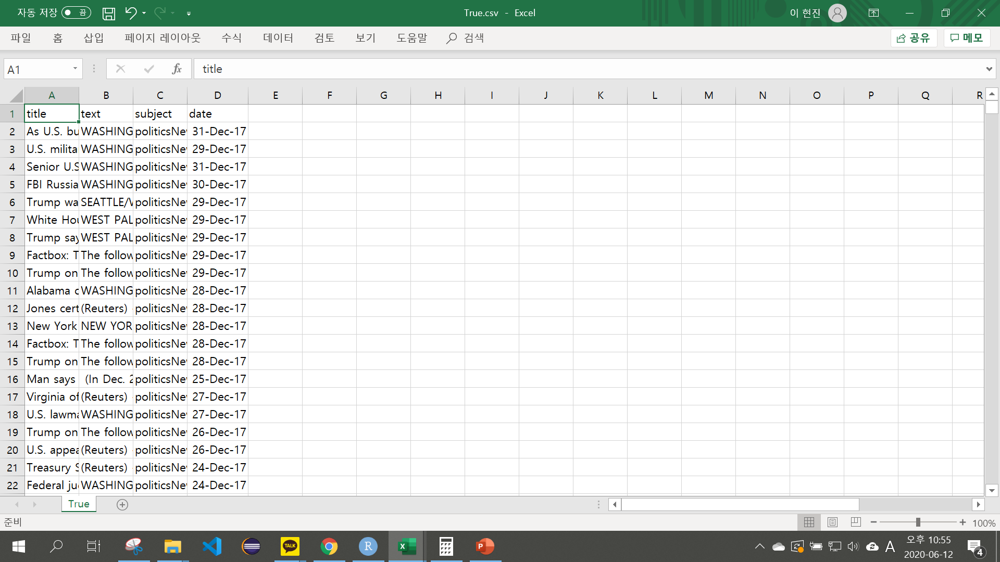 자동 저장 끔 True.csv - Excel 이 현진
파일 홈 삽입 페이지 레이아웃 수식 데이터 검토 보기 도움말 검색 공유 메모
A1 fx title
A B C D E F G H I J K L M N O P Q R
1 title text subject date
2 As U.S. bu WASHING politicsNe 31-Dec-17
3 U.S. milita WASHING politicsNe 29-Dec-17
4 Senior U.S WASHING politicsNe 31-Dec-17
5 FBI Russia WASHING politicsNe 30-Dec-17
6 Trump wa SEATTLE/W politicsNe 29-Dec-17
7 White Hou WEST PAL politicsNe 29-Dec-17
8 Trump say WEST PAL politicsNe 29-Dec-17
9 Factbox: T The follow politicsNe 29-Dec-17
10 Trump on The follow politicsNe 29-Dec-17
11 Alabama c WASHING politicsNe 28-Dec-17
12 Jones cert (Reuters) politicsNe 28-Dec-17
13 New York NEW YOR politicsNe 28-Dec-17
14 Factbox: T The follow politicsNe 28-Dec-17
15 Trump on The follow politicsNe 28-Dec-17
16 Man says (In Dec. 2 politicsNe 25-Dec-17
17 Virginia of (Reuters) politicsNe 27-Dec-17
18 U.S. lawma WASHING politicsNe 27-Dec-17
19 Trump on The follow politicsNe 26-Dec-17
20 U.S. appea (Reuters) politicsNe 26-Dec-17
21 Treasury S (Reuters) politicsNe 24-Dec-17
22 Federal ju WASHING politicsNe 24-Dec-17
True
준비 100%
TALK R X P A 오후 10:55
2020-06-12 4